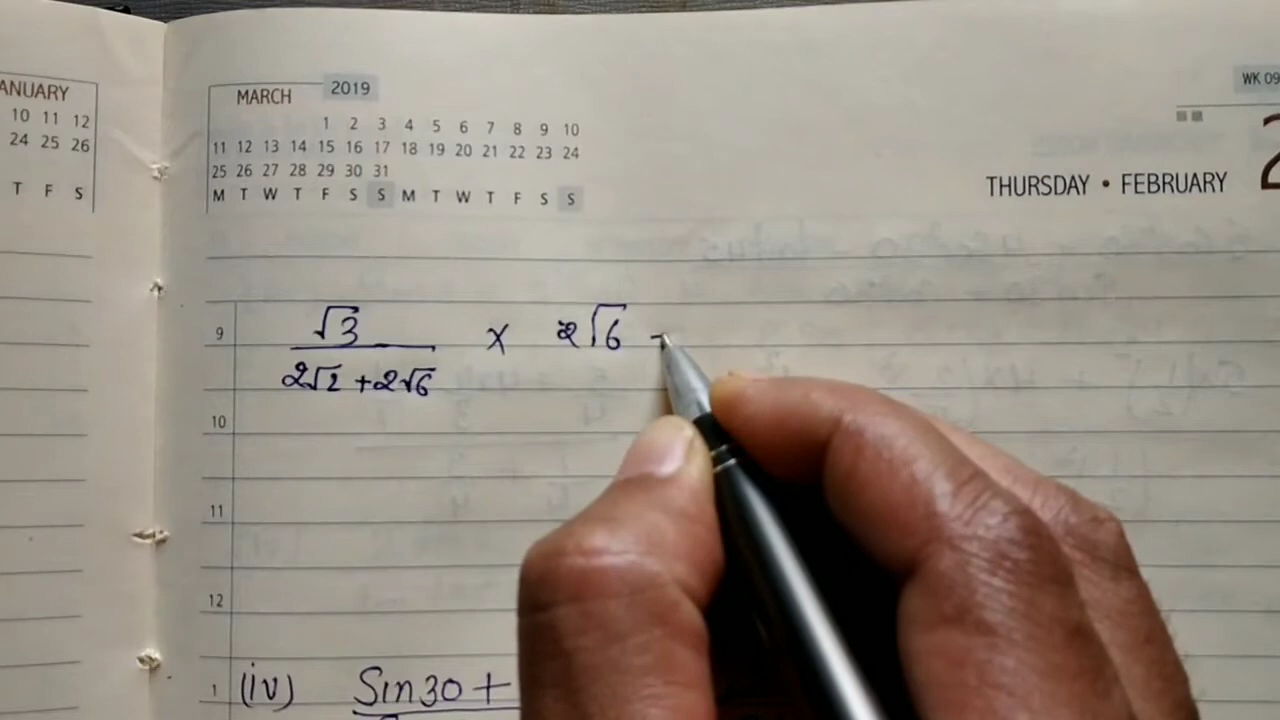 ANUARY
10 11 12
24 25 26
T F S
MARCH 2019
1 2 3 4 5 6 7 8 9 10
11 12 13 14 15 16 17 18 19 20 21 22 23 24
25 26 27 28 29 30 31
M T W T F S S M T W T F S S
WK 09
THURSDAY • FEBRUARY
9
√3 / (2√2 + 2√6) × 2√6 -
10
11
12
1 (iv) Sin30 +